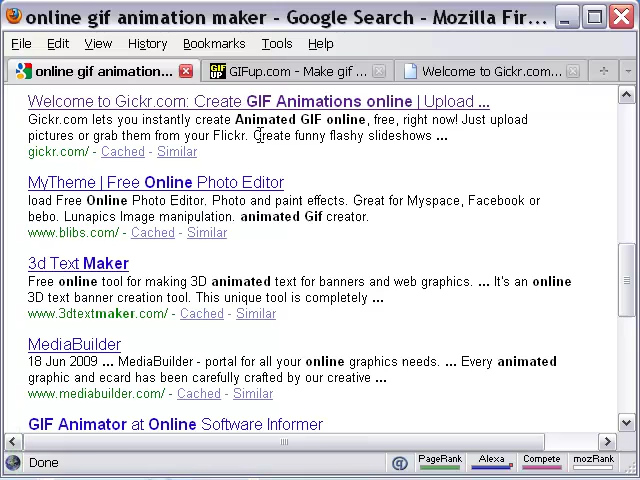 online gif animation maker - Google Search - Mozilla Fir...
File Edit View History Bookmarks Tools Help
online gif animation... GIF UP GIFup.com - Make gif ... Welcome to Gickr.com...
Welcome to Gickr.com: Create GIF Animations online | Upload ...
Gickr.com lets you instantly create Animated GIF online, free, right now! Just upload
pictures or grab them from your Flickr. Create funny flashy slideshows ...
gickr.com/ - Cached - Similar
MyTheme | Free Online Photo Editor
load Free Online Photo Editor. Photo and paint effects. Great for Myspace, Facebook or
bebo. Lunapics Image manipulation. animated Gif creator.
www.blibs.com/ - Cached - Similar
3d Text Maker
Free online tool for making 3D animated text for banners and web graphics. ... It's an online
3D text banner creation tool. This unique tool is completely ...
www.3dtextmaker.com/ - Cached - Similar
MediaBuilder
18 Jun 2009 ... MediaBuilder - portal for all your online graphics needs. ... Every animated
graphic and ecard has been carefully crafted by our creative ...
www.mediabuilder.com/ - Cached - Similar
GIF Animator at Online Software Informer
Done @ PageRank Alexa Compete mozRank